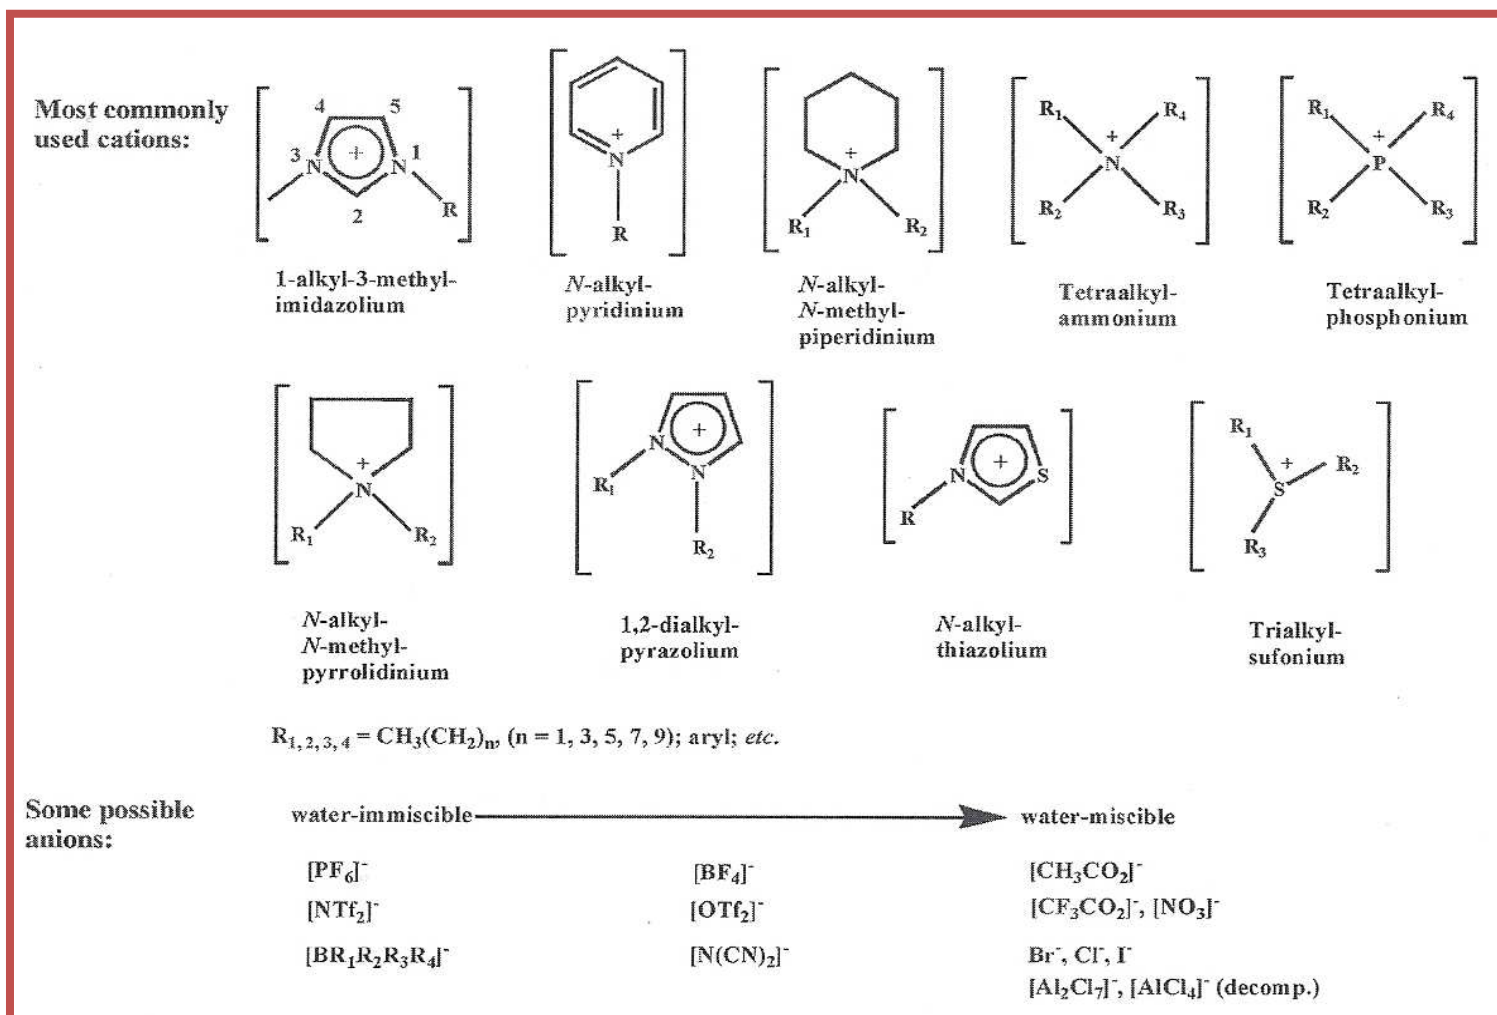 Most commonly
used cations:
4
5
3
N
+
1
N
2
R
1-alkyl-3-methyl-
imidazolium
+
N
R
N-alkyl-
pyridinium
+
N
R₁
R₂
N-alkyl-
N-methyl-
piperidinium
R₁
R₄
+
N
R₂
R₃
Tetraalkyl-
ammonium
R₁
R₄
+
P
R₂
R₃
Tetraalkyl-
phosphonium
+
N
R₁
R₂
N-alkyl-
N-methyl-
pyrrolidinium
+
N
N
R₁
R₂
1,2-dialkyl-
pyrazolium
+
N
S
R
N-alkyl-
thiazolium
R₁
+
R₂
S
R₃
Trialkyl-
sufonium
R₁, ₂, ₃, ₄ = CH₃(CH₂)ₙ, (n = 1, 3, 5, 7, 9); aryl; etc.
Some possible
anions:
water-immiscible
water-miscible
[PF₆]⁻
[BF₄]⁻
[CH₃CO₂]⁻
[NTf₂]⁻
[OTf₂]⁻
[CF₃CO₂]⁻, [NO₃]⁻
[BR₁R₂R₃R₄]⁻
[N(CN)₂]⁻
Br⁻, Cl⁻, I⁻
[Al₂Cl₇]⁻, [AlCl₄]⁻ (decomp.)